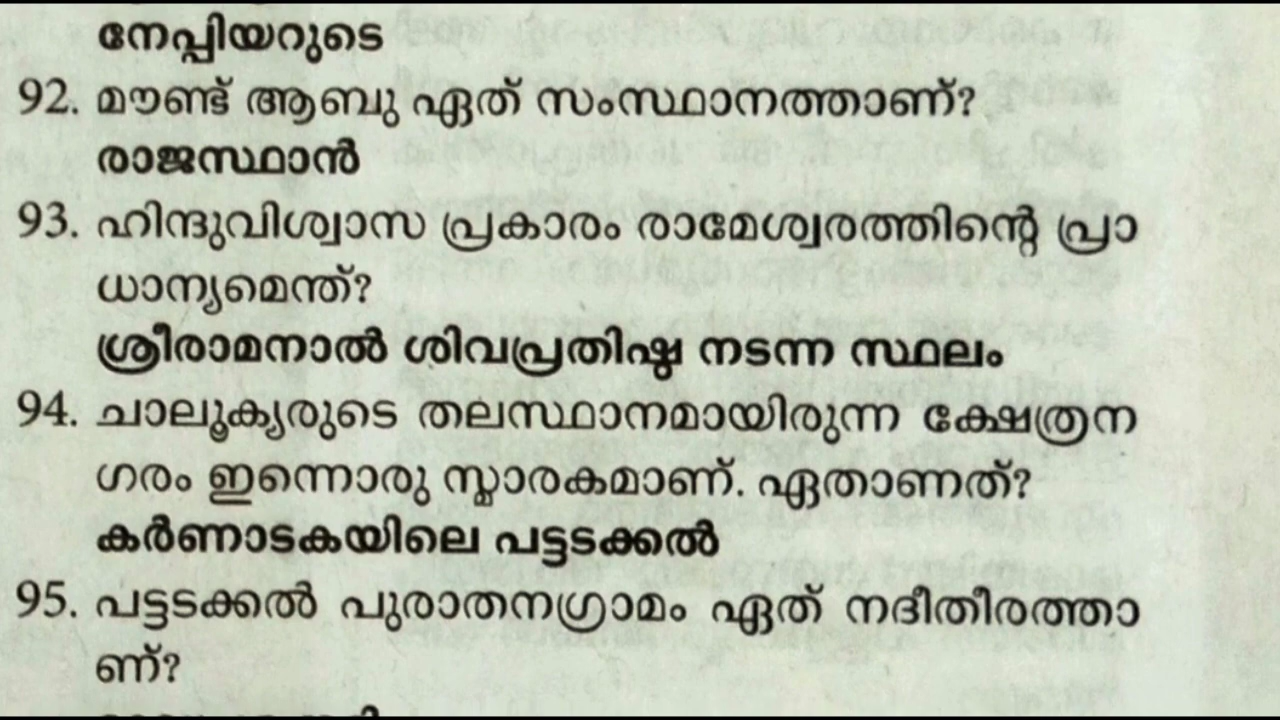 നേപ്പിയറുടെ
92. മൗണ്ട് ആബു ഏത് സംസ്ഥാനത്താണ്?
രാജസ്ഥാൻ
93. ഹിന്ദുവിശ്വാസ പ്രകാരം രാമേശ്വരത്തിന്റെ പ്രാ
ധാന്യമെന്ത്?
ശ്രീരാമനാൽ ശിവപ്രതിഷ്ഠ നടന്ന സ്ഥലം
94. ചാലൂക്യരുടെ തലസ്ഥാനമായിരുന്ന ക്ഷേത്രന
ഗരം ഇന്നൊരു സ്മാരകമാണ്. ഏതാണത്?
കർണാടകയിലെ പട്ടടക്കൽ
95. പട്ടടക്കൽ പുരാതനഗ്രാമം ഏത് നദീതീരത്താ
ണ്?